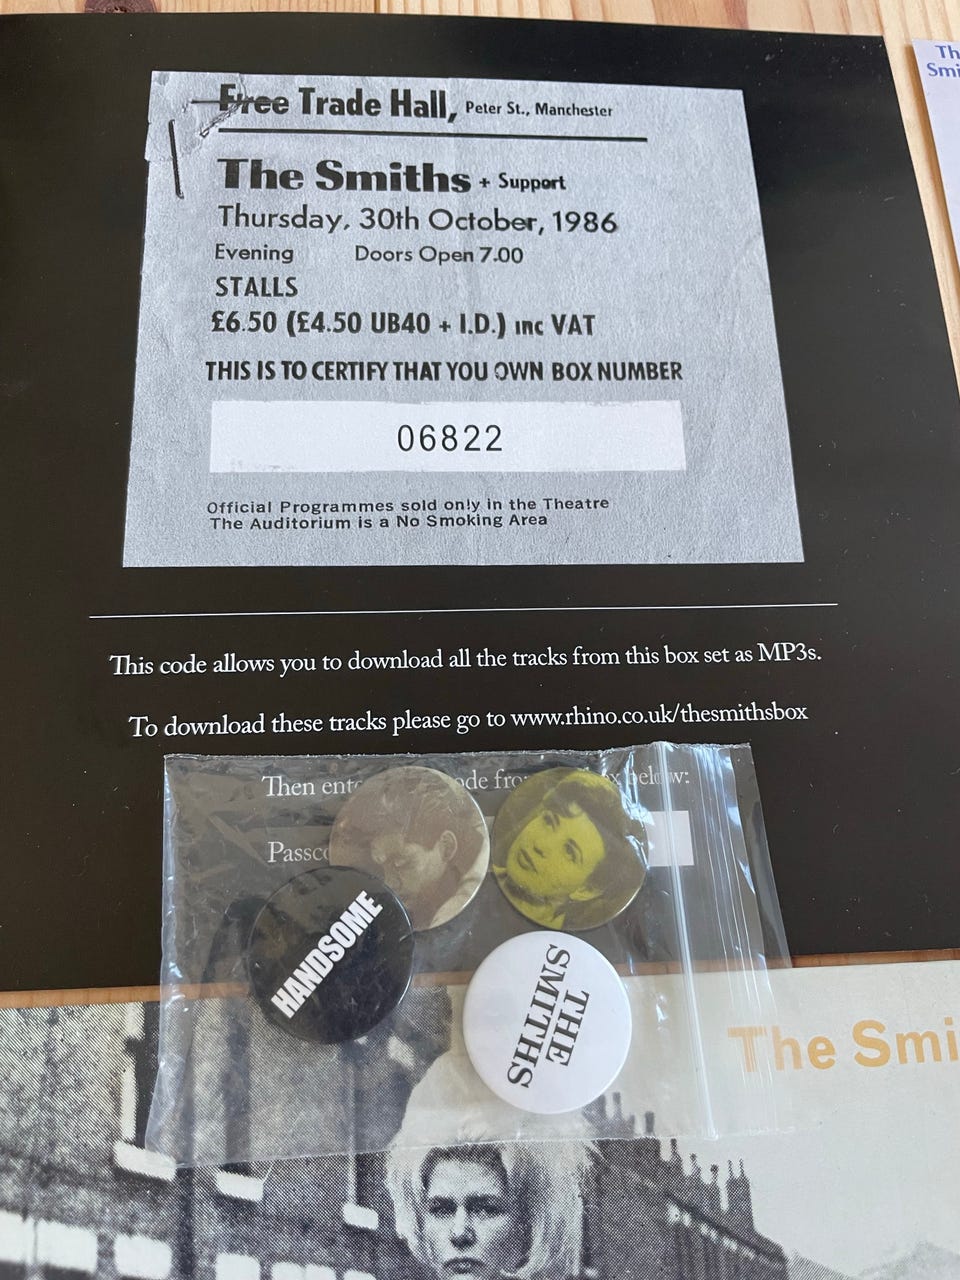 Free Trade Hall, Peter St., Manchester
The Smiths + Support
Thursday, 30th October, 1986
Evening Doors Open 7.00
STALLS
£6.50 (£4.50 UB40 + I.D.) inc VAT
THIS IS TO CERTIFY THAT YOU OWN BOX NUMBER
06822
Official Programmes sold only in the Theatre
The Auditorium is a No Smoking Area
This code allows you to download all the tracks from this box set as MP3s.
To download these tracks please go to www.rhino.co.uk/thesmithsbox
Then below:
HANDSOME
THE
SMITHS
The Smi
Th
Smi